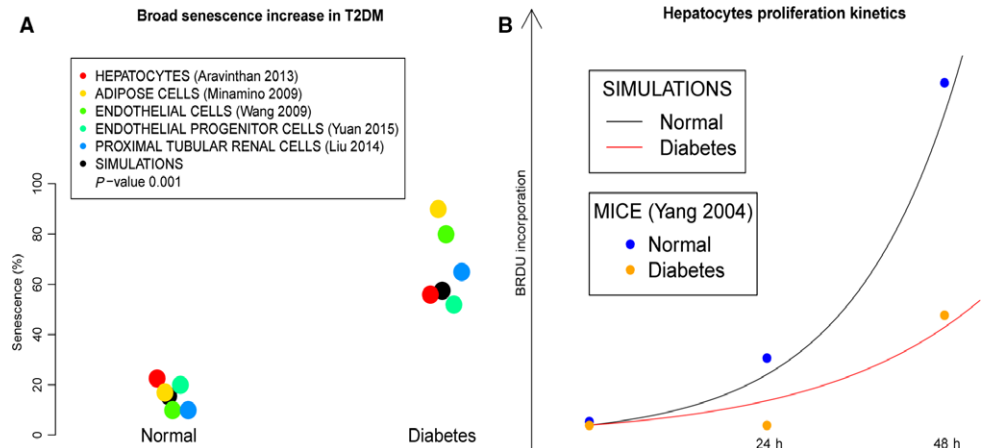 A
Broad senescence increase in T2DM
HEPATOCYTES (Aravinthan 2013)
ADIPOSE CELLS (Minamino 2009)
ENDOTHELIAL CELLS (Wang 2009)
ENDOTHELIAL PROGENITOR CELLS (Yuan 2015)
PROXIMAL TUBULAR RENAL CELLS (Liu 2014)
SIMULATIONS
P-value 0.001
Senescence (%)
100
80
60
40
20
0
Normal
Diabetes
B
Hepatocytes proliferation kinetics
SIMULATIONS
Normal
Diabetes
MICE (Yang 2004)
Normal
Diabetes
BRDU incorporation
24 h
48 h